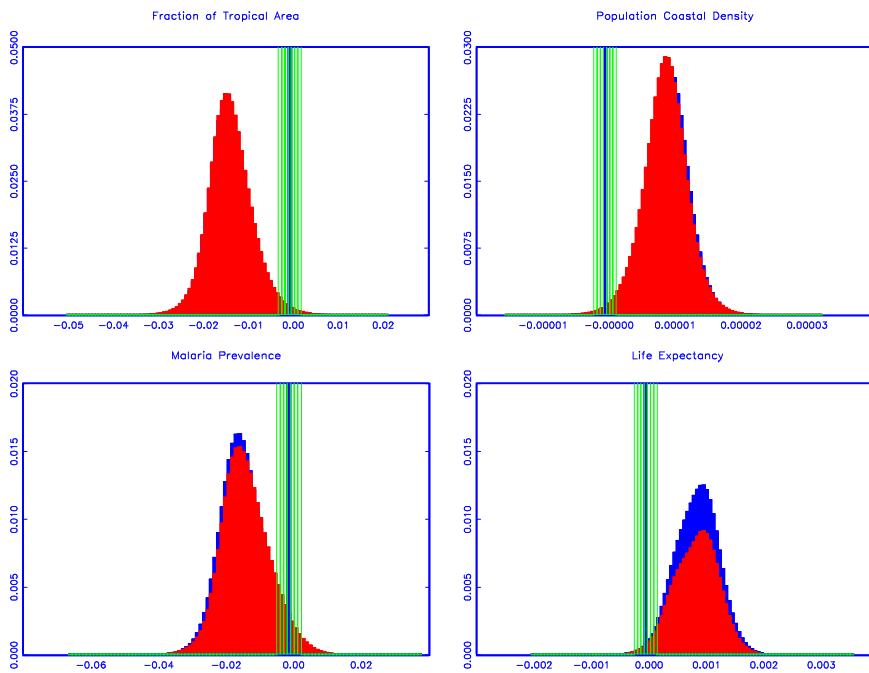 Fraction of Tropical Area
0.0500
0.0375
0.0250
0.0125
0.0000
-0.05 -0.04 -0.03 -0.02 -0.01 0.00 0.01 0.02
Population Coastal Density
0.0300
0.0225
0.0150
0.0075
0.0000
-0.00001 -0.00000 0.00001 0.00002 0.00003
Malaria Prevalence
0.020
0.015
0.010
0.005
0.000
-0.06 -0.04 -0.02 0.00 0.02
Life Expectancy
0.020
0.015
0.010
0.005
0.000
-0.002 -0.001 0.000 0.001 0.002 0.003